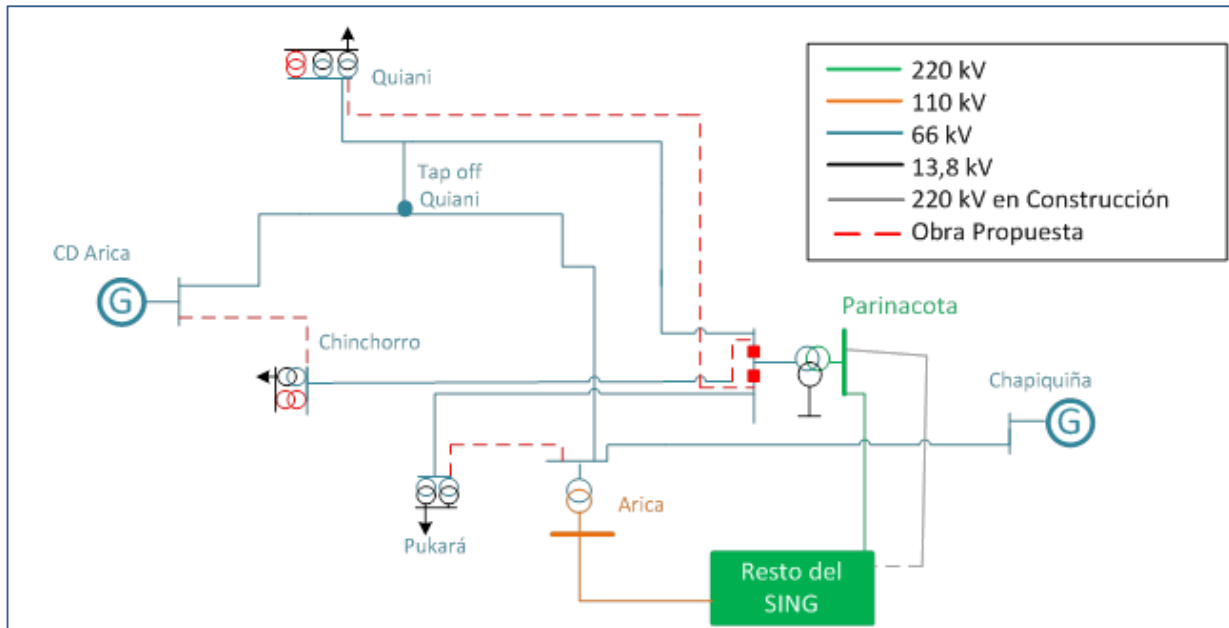 Quiani
220 kV
110 kV
66 kV
13,8 kV
220 kV en Construcción
Obra Propuesta
Tap off
Quiani
CD Arica
G
Chinchorro
Parinacota
Chapiquiña
G
Arica
Pukará
Resto del
SING